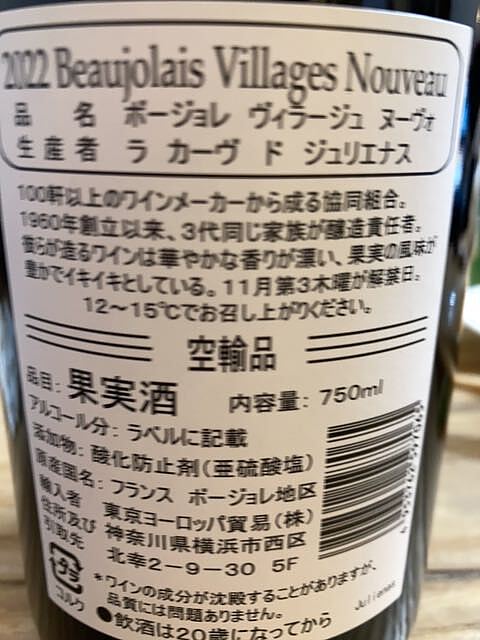 2022 Beaujolais Villages Nouveau
品 名 ボージョレ ヴィラージュ ヌーヴォ
生産者 ラ カーヴ ド ジュリエナス
100軒以上のワインメーカーから成る協同組合。
1960年創立以来、3代同じ家族が醸造責任者。
彼らが造るワインは華やかな香りが漂い、果実の風味が
豊かでイキイキとしている。11月第3木曜が解禁日。
12～15℃でお召し上がりください。
空輸品
品目: 果実酒 内容量: 750ml
アルコール分: ラベルに記載
添加物: 酸化防止剤(亜硫酸塩)
原産国名: フランス ボージョレ地区
輸入者 東京ヨーロッパ貿易(株)
住所及び 神奈川県横浜市西区
引取先 北幸2-9-30 5F
ダラ
コルク
*ワインの成分が沈殿することがありますが、
品質には問題ありません。
Julienas
●飲酒は20歳になってから